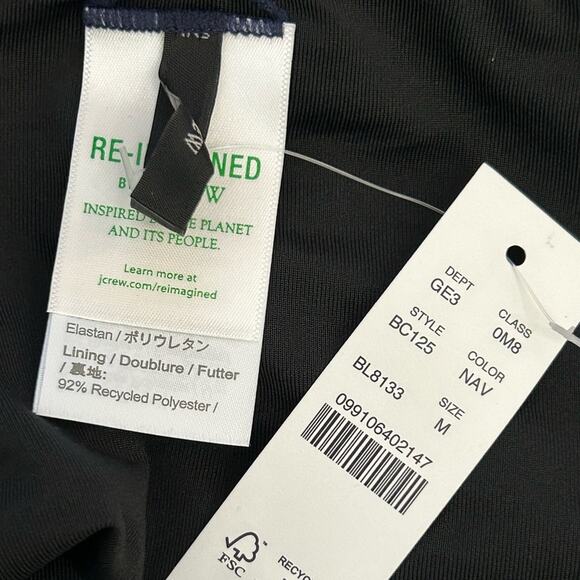 RE-I
NED
B
W
INSPIRED
E PLANET
AND ITS PEOPLE.
Learn more at
jcrew.com/reimagined
Elastan / ポリウレタン
Lining / Doublure / Futter
/ 裏地:
92% Recycled Polyester /
DEPT
GE3
CLASS
0M8
STYLE
BC125
COLOR
NAV
BL8133
SIZE
M
099106402147
FSC
RECYC